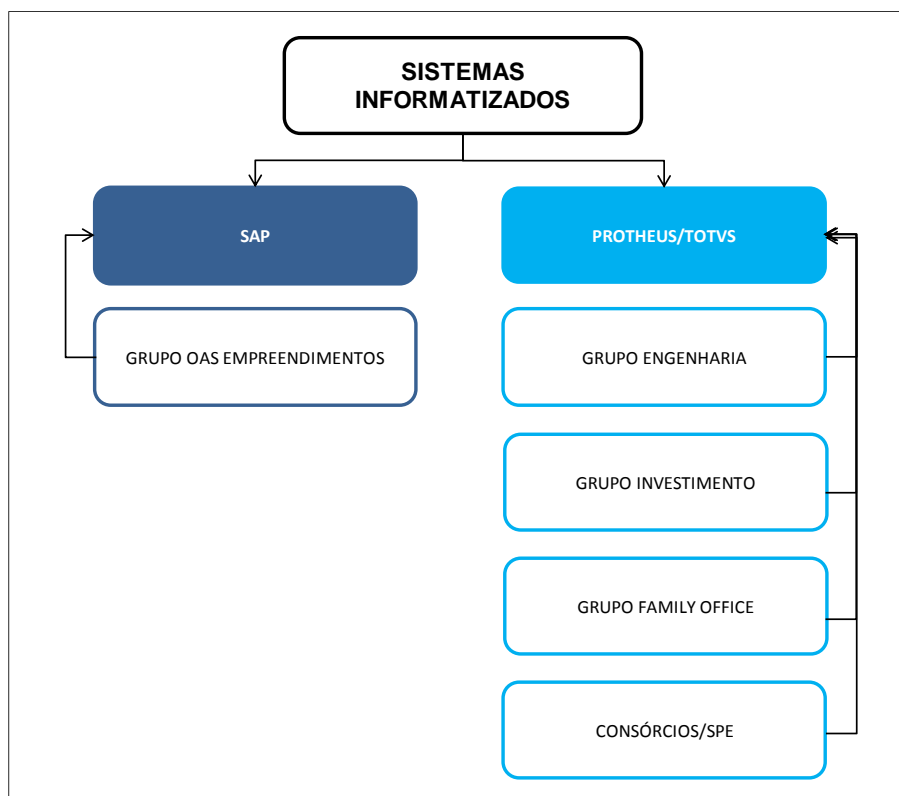 SISTEMAS
INFORMATIZADOS
SAP
PROTHEUS/TOTVS
GRUPO OAS EMPREENDIMENTOS
GRUPO ENGENHARIA
GRUPO INVESTIMENTO
GRUPO FAMILY OFFICE
CONSÓRCIOS/SPE